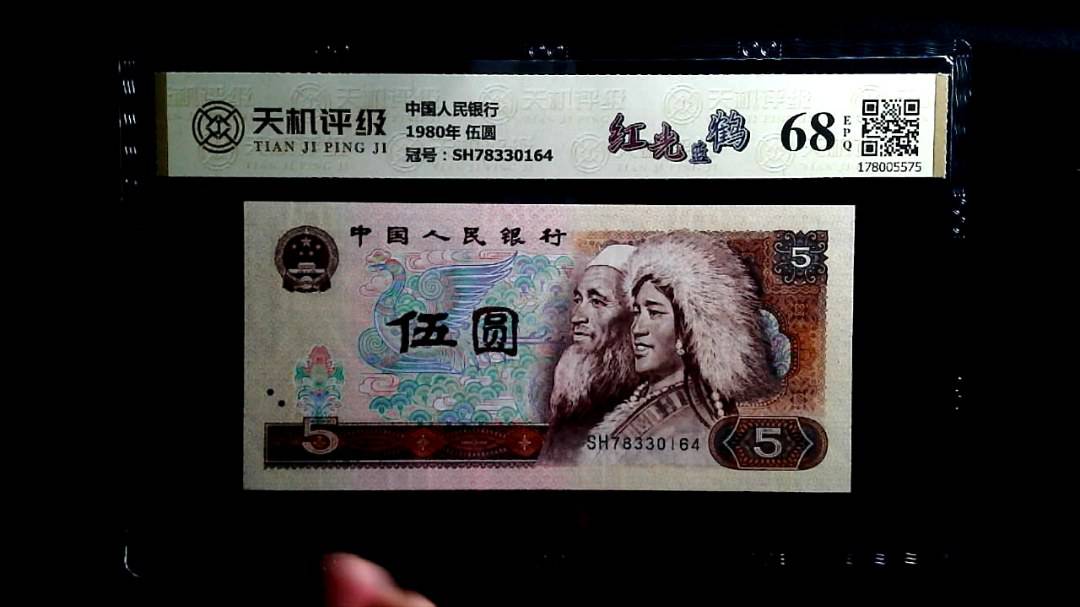 天机评级
TIAN JI PING JI
中国人民银行
1980年 伍圆
冠号：SH78330164
红光蓝鹤
68
EPQ
178005575
中国人民银行
5
伍圆
5
SH78330164
5